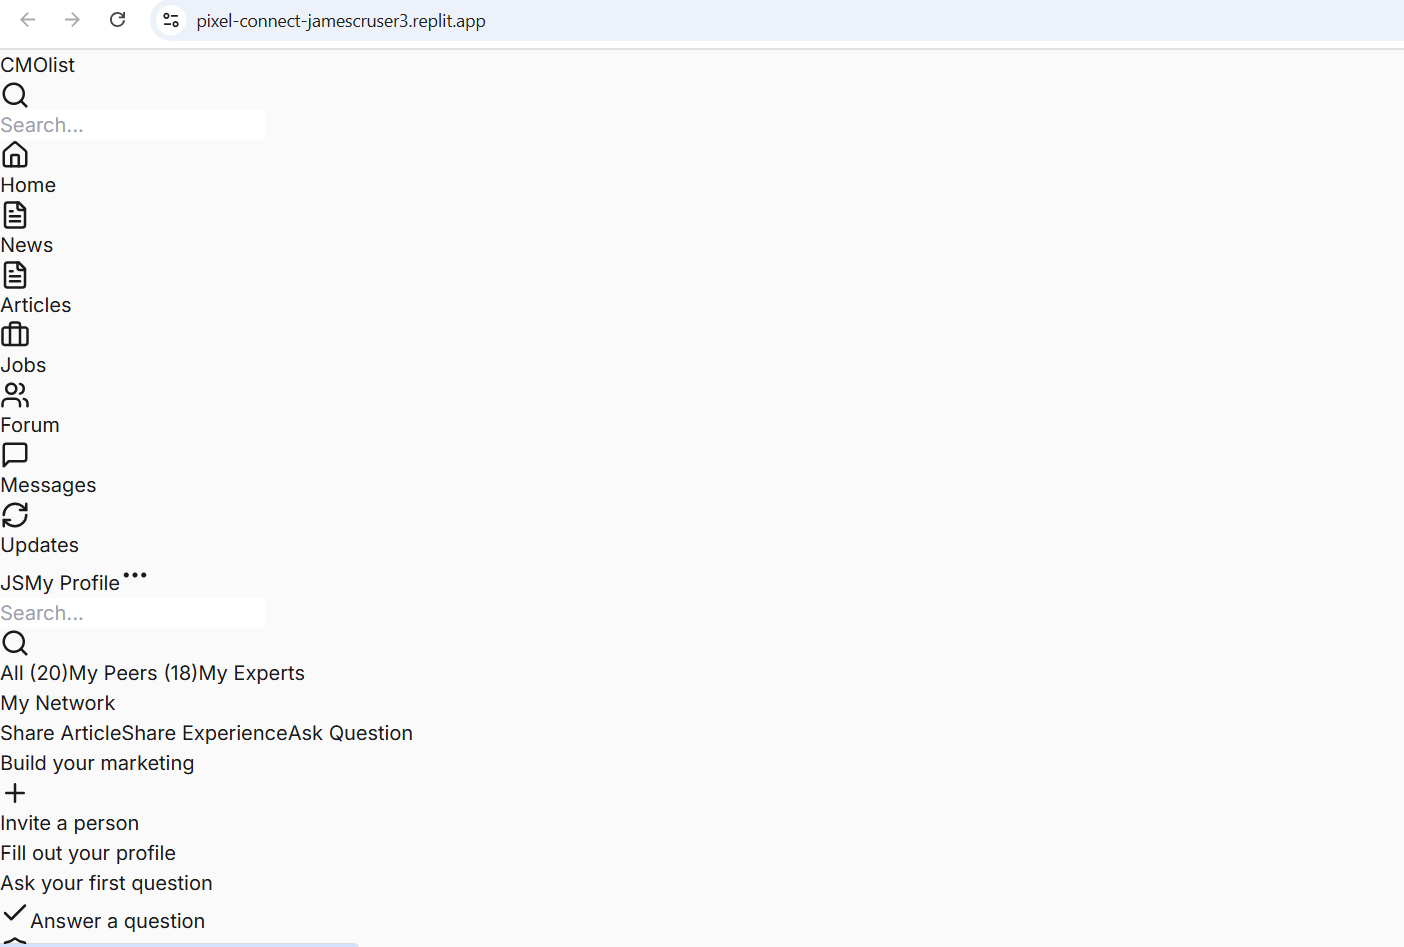 pixel-connect-jamescruser3.replit.app
CMOlist
Search...
Home
News
Articles
Jobs
Forum
Messages
Updates
JSMy Profile
Search...
All (20)My Peers (18)My Experts
My Network
Share ArticleShare ExperienceAsk Question
Build your marketing
Invite a person
Fill out your profile
Ask your first question
Answer a question